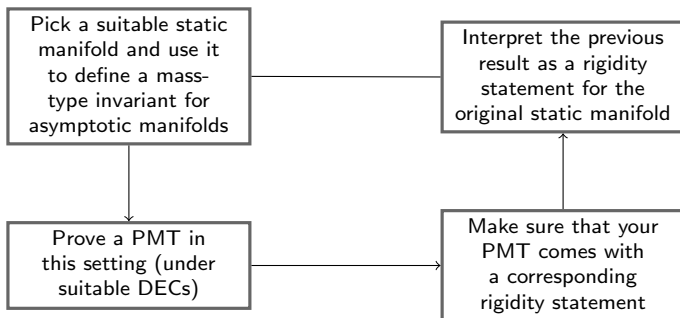 Pick a suitable static
manifold and use it
to define a mass-
type invariant for
asymptotic manifolds
Interpret the previous
result as a rigidity
statement for the
original static manifold
Prove a PMT in
this setting (under
suitable DECs)
Make sure that your
PMT comes with
a corresponding
rigidity statement